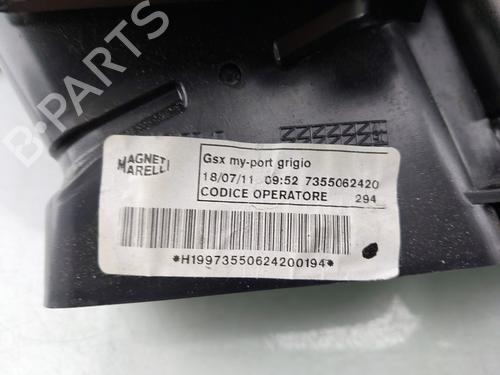 B-PARTS
MAGNETI
MARELLI
Gsx my-port grigio
18/07/11 09:52 7355062420
CODICE OPERATORE 294
*H19973550624200194*